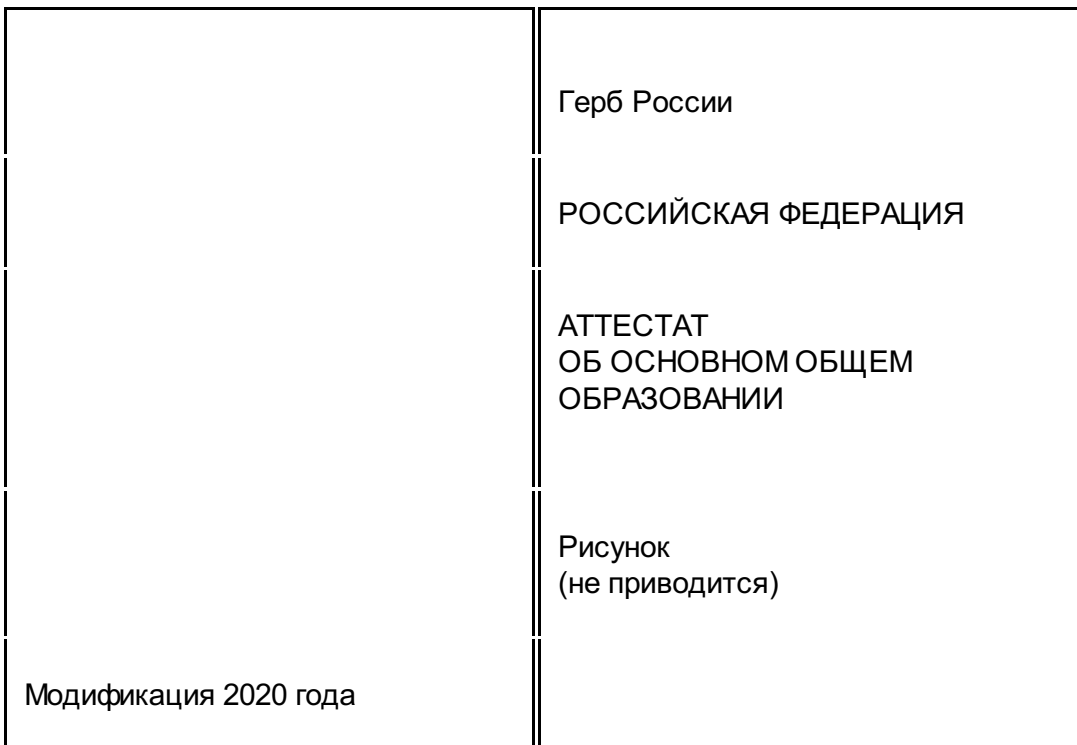 Герб России
РОССИЙСКАЯ ФЕДЕРАЦИЯ
АТТЕСТАТ
ОБ ОСНОВНОМ ОБЩЕМ
ОБРАЗОВАНИИ
Рисунок
(не приводится)
Модификация 2020 года